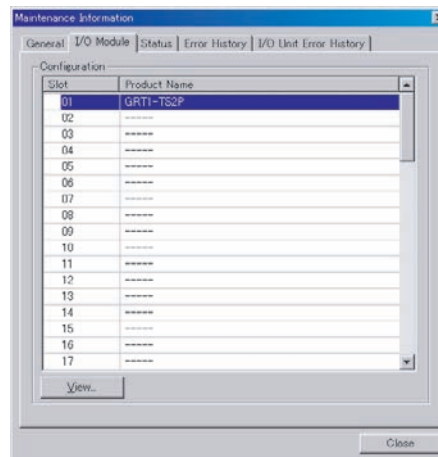 Maintenance Information
General I/O Module Status Error History I/O Unit Error History
Configuration
Slot Product Name
01 GRT1-TS2P
02 -----
03 -----
04 -----
05 -----
06 -----
07 -----
08 -----
09 -----
10 -----
11 -----
12 -----
13 -----
14 -----
15 -----
16 -----
17 -----
View...
Close